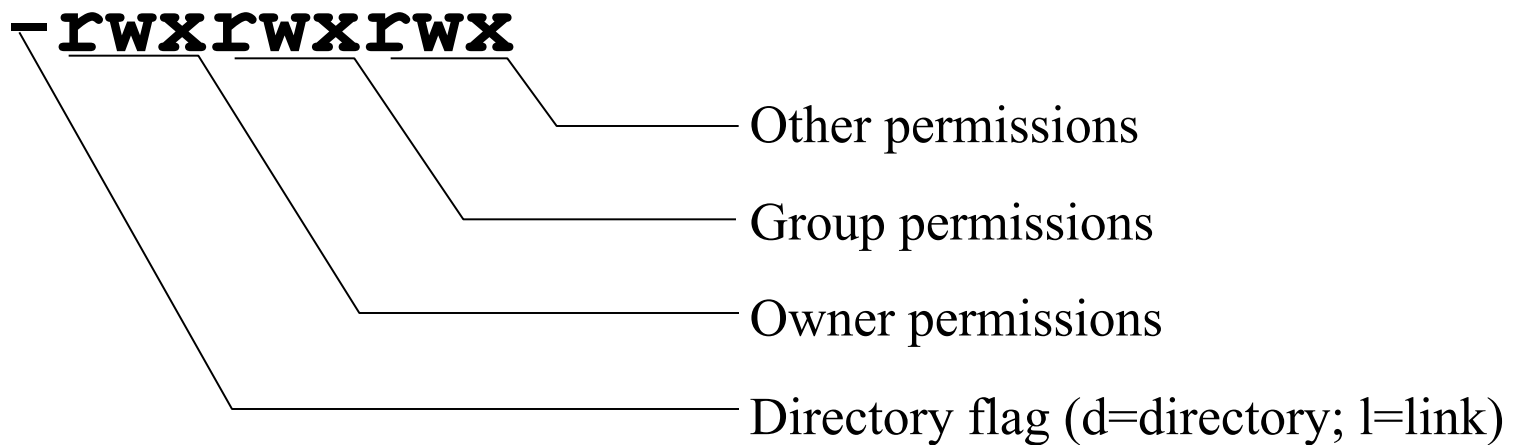 -rwxrwxrwx
Other permissions
Group permissions
Owner permissions
Directory flag (d=directory; l=link)